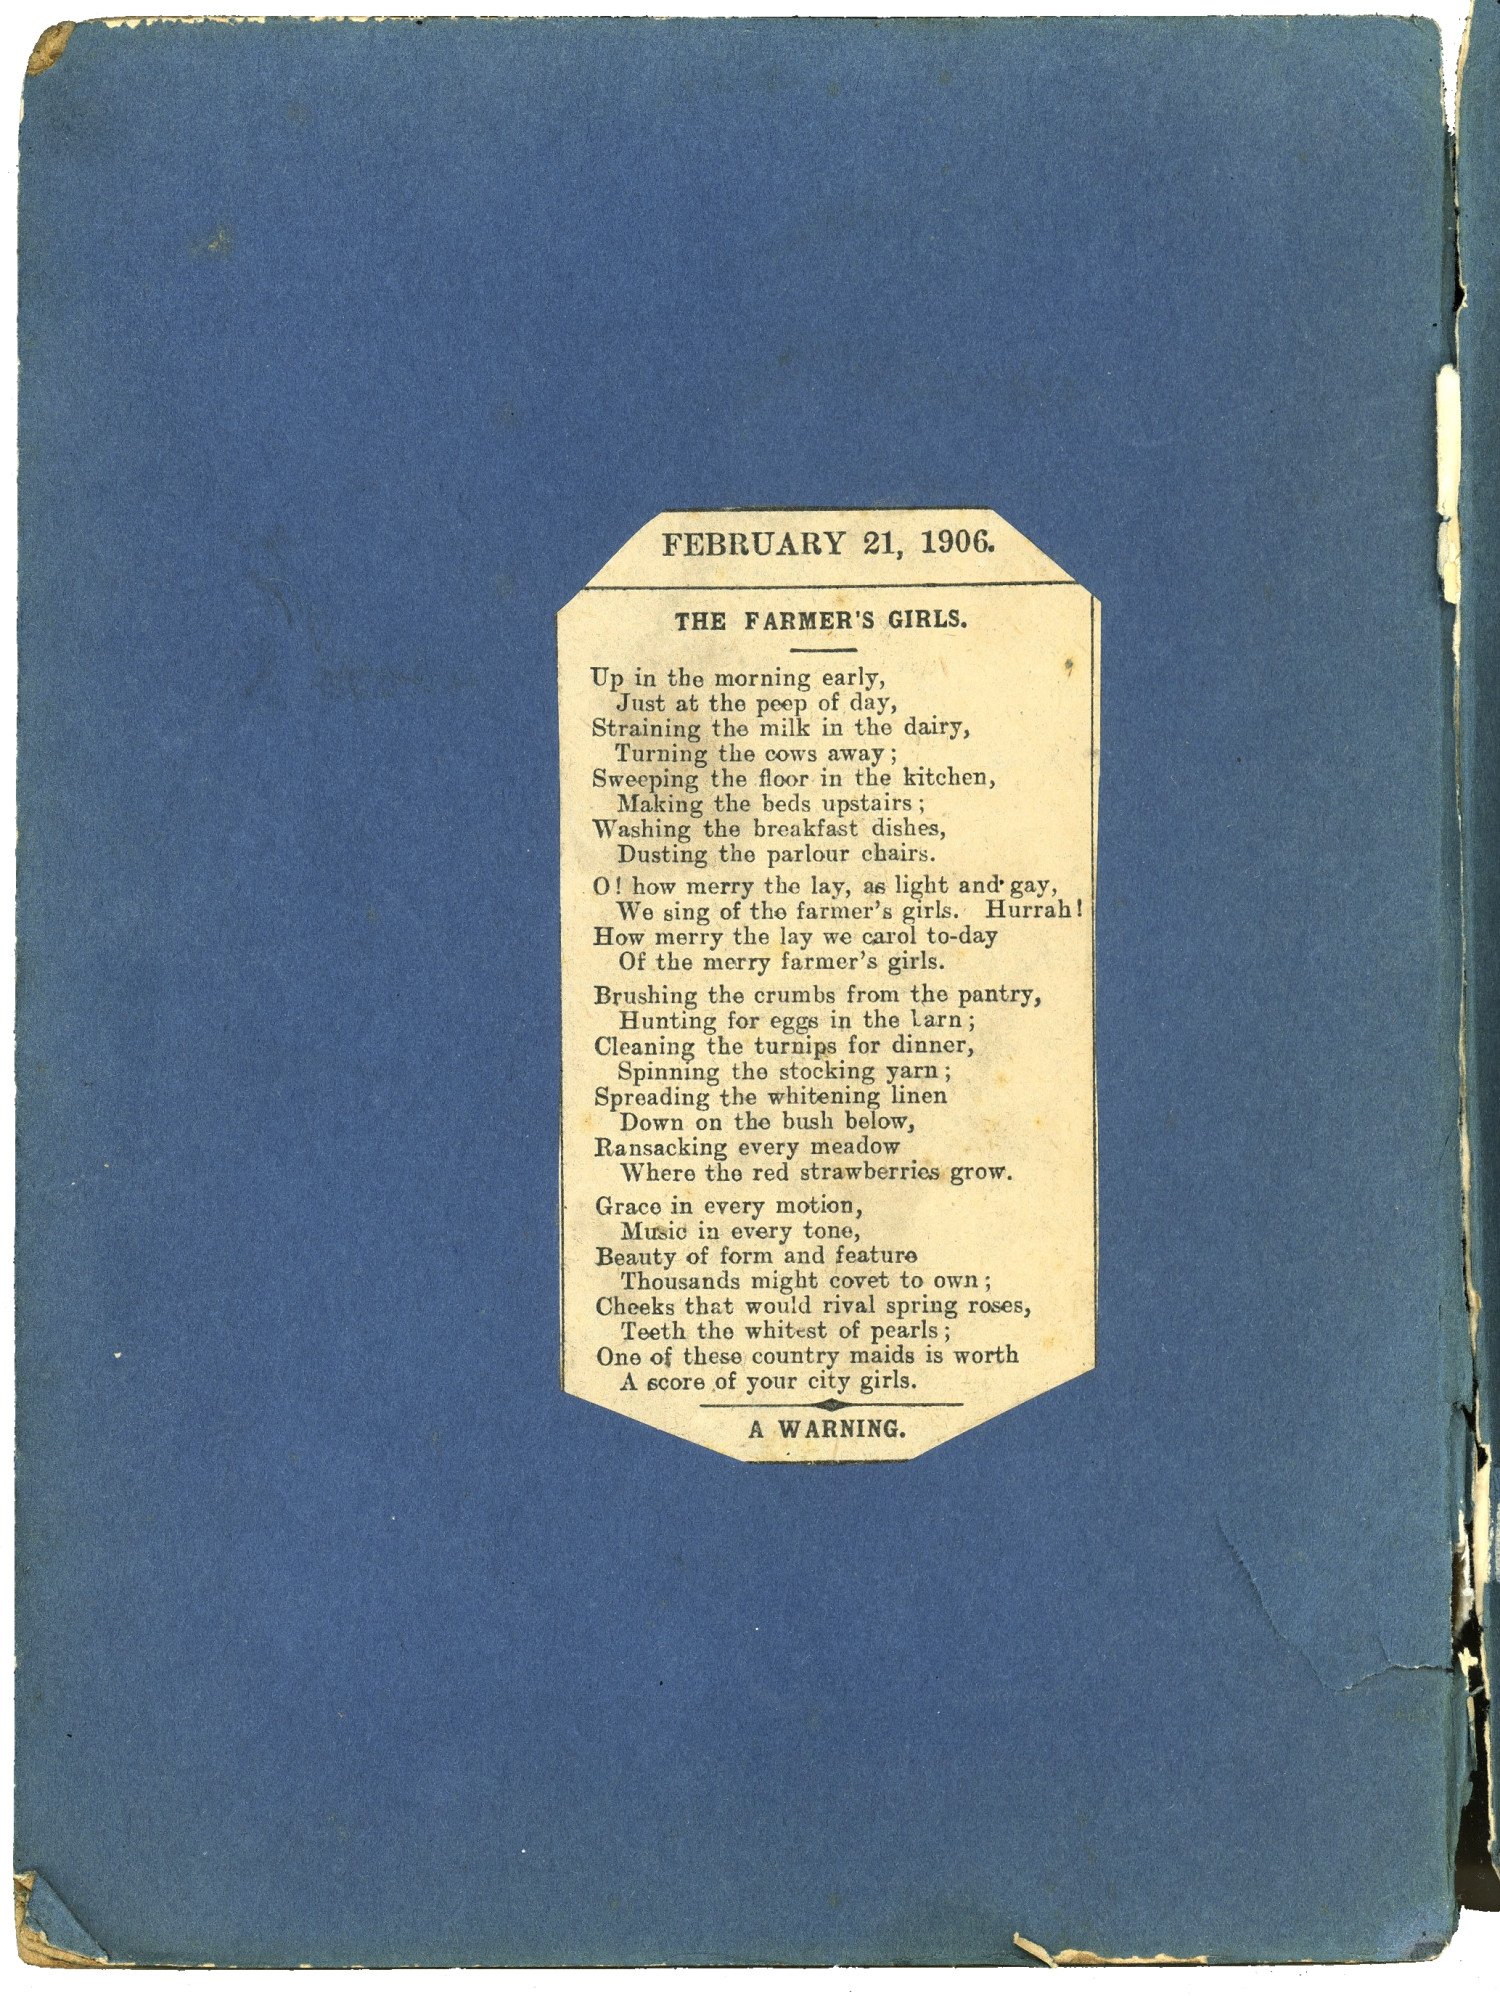 FEBRUARY 21, 1906.
THE FARMER'S GIRLS.
Up in the morning early,
Just at the peep of day,
Straining the milk in the dairy,
Turning the cows away;
Sweeping the floor in the kitchen,
Making the beds upstairs;
Washing the breakfast dishes,
Dusting the parlour chairs.
O! how merry the lay, as light and gay,
We sing of the farmer's girls. Hurrah!
How merry the lay we carol to-day
Of the merry farmer's girls.
Brushing the crumbs from the pantry,
Hunting for eggs in the barn;
Cleaning the turnips for dinner,
Spinning the stocking yarn;
Spreading the whitening linen
Down on the bush below,
Ransacking every meadow
Where the red strawberries grow.
Grace in every motion,
Music in every tone,
Beauty of form and feature
Thousands might covet to own;
Cheeks that would rival spring roses,
Teeth the whitest of pearls;
One of these country maids is worth
A score of your city girls.
A WARNING.